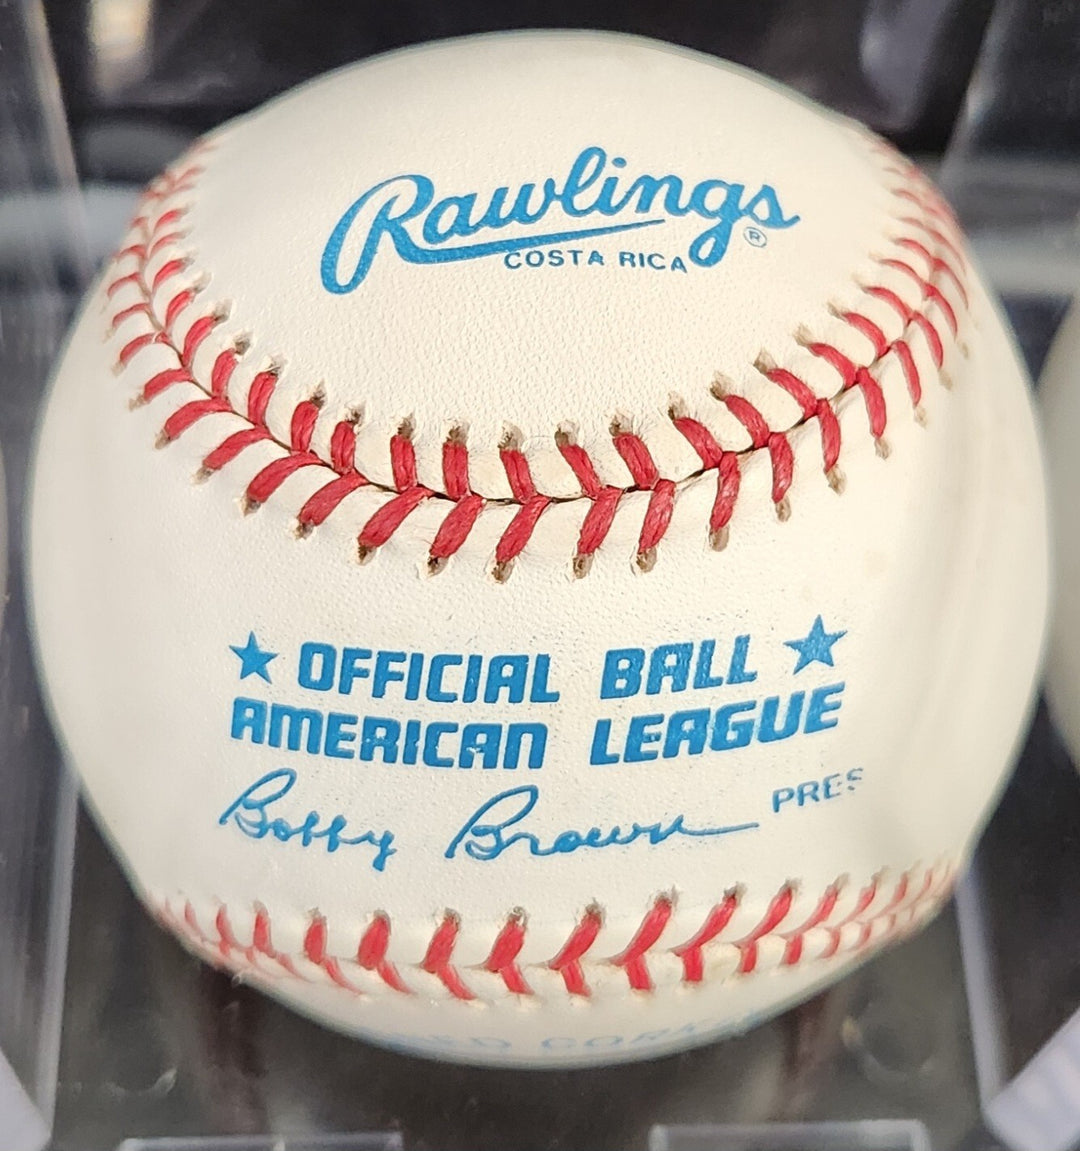 Rawlings®
COSTA RICA
★ OFFICIAL BALL ★
AMERICAN LEAGUE
Bobby Brown PRES